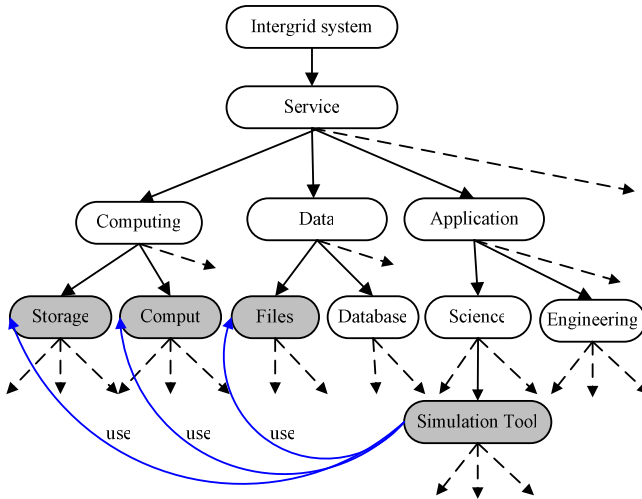 Intergrid system
Service
Computing
Data
Application
Storage
Comput
Files
Database
Science
Engineering
Simulation Tool
use
use
use